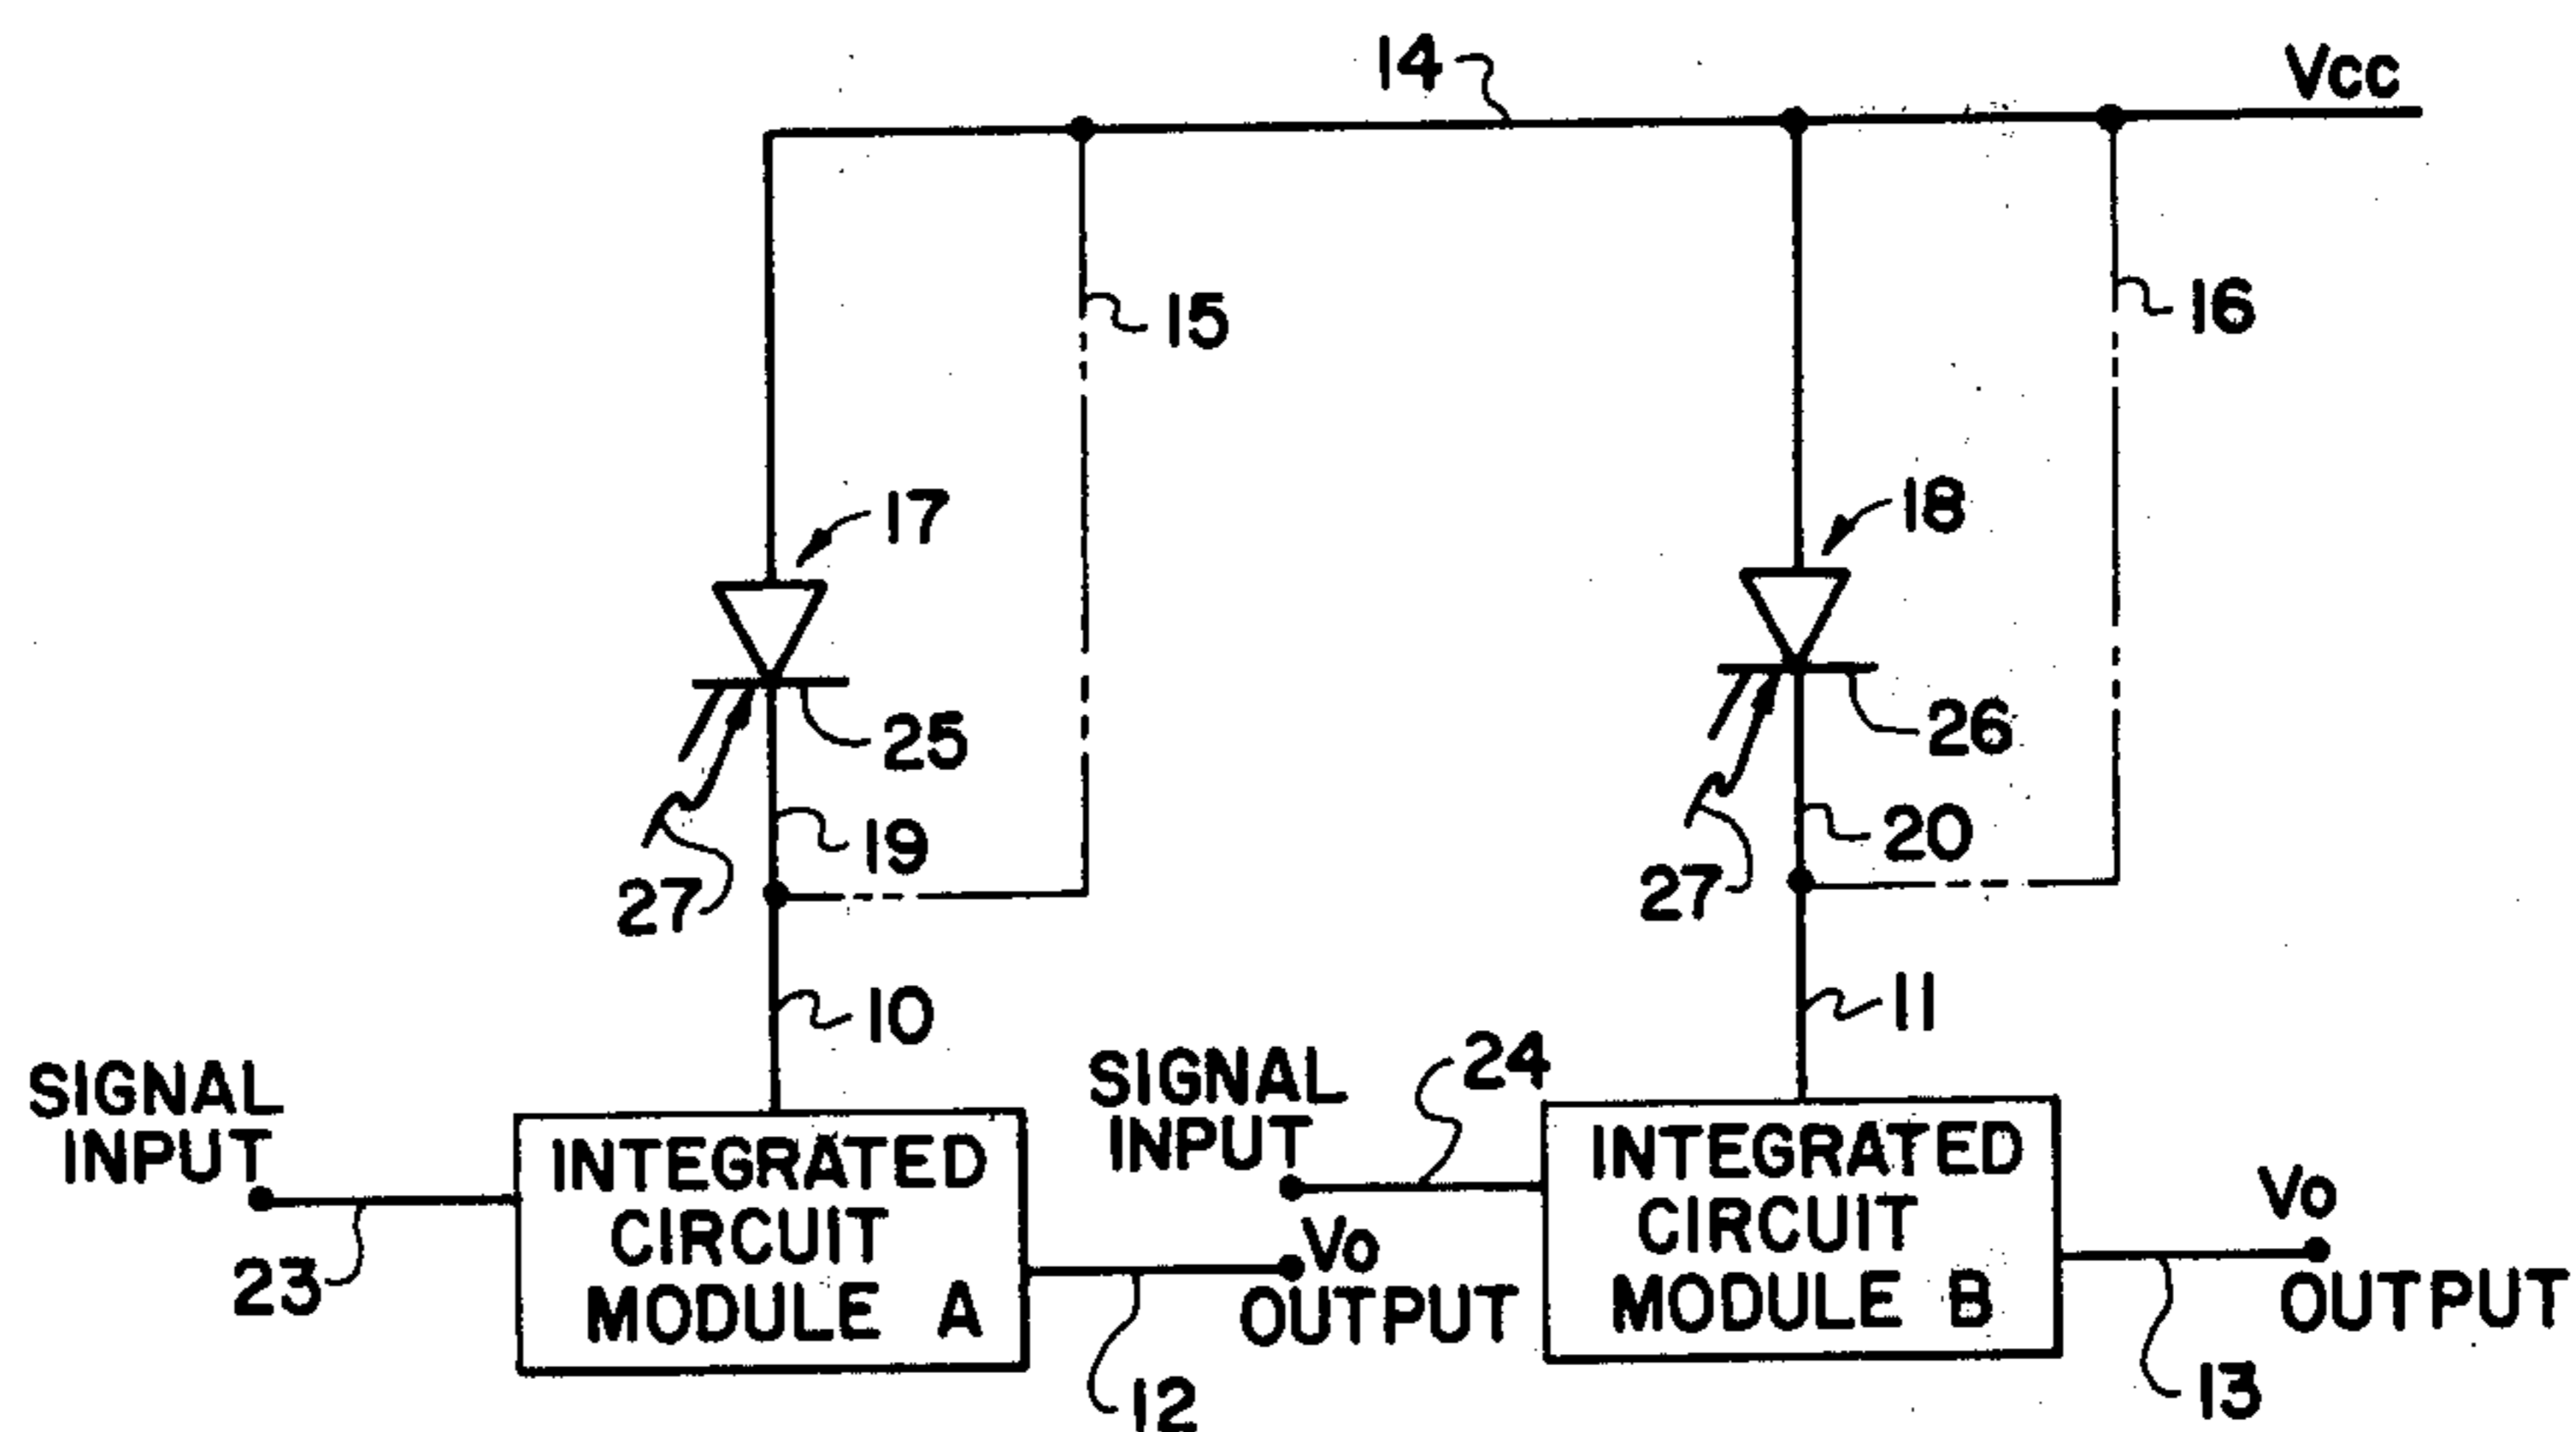 14
Vcc
15
16
17
18
25
26
19
20
27
27
10
11
SIGNAL
INPUT
23
INTEGRATED
CIRCUIT
MODULE A
12
SIGNAL
INPUT
24
Vo
OUTPUT
INTEGRATED
CIRCUIT
MODULE B
Vo
OUTPUT
13